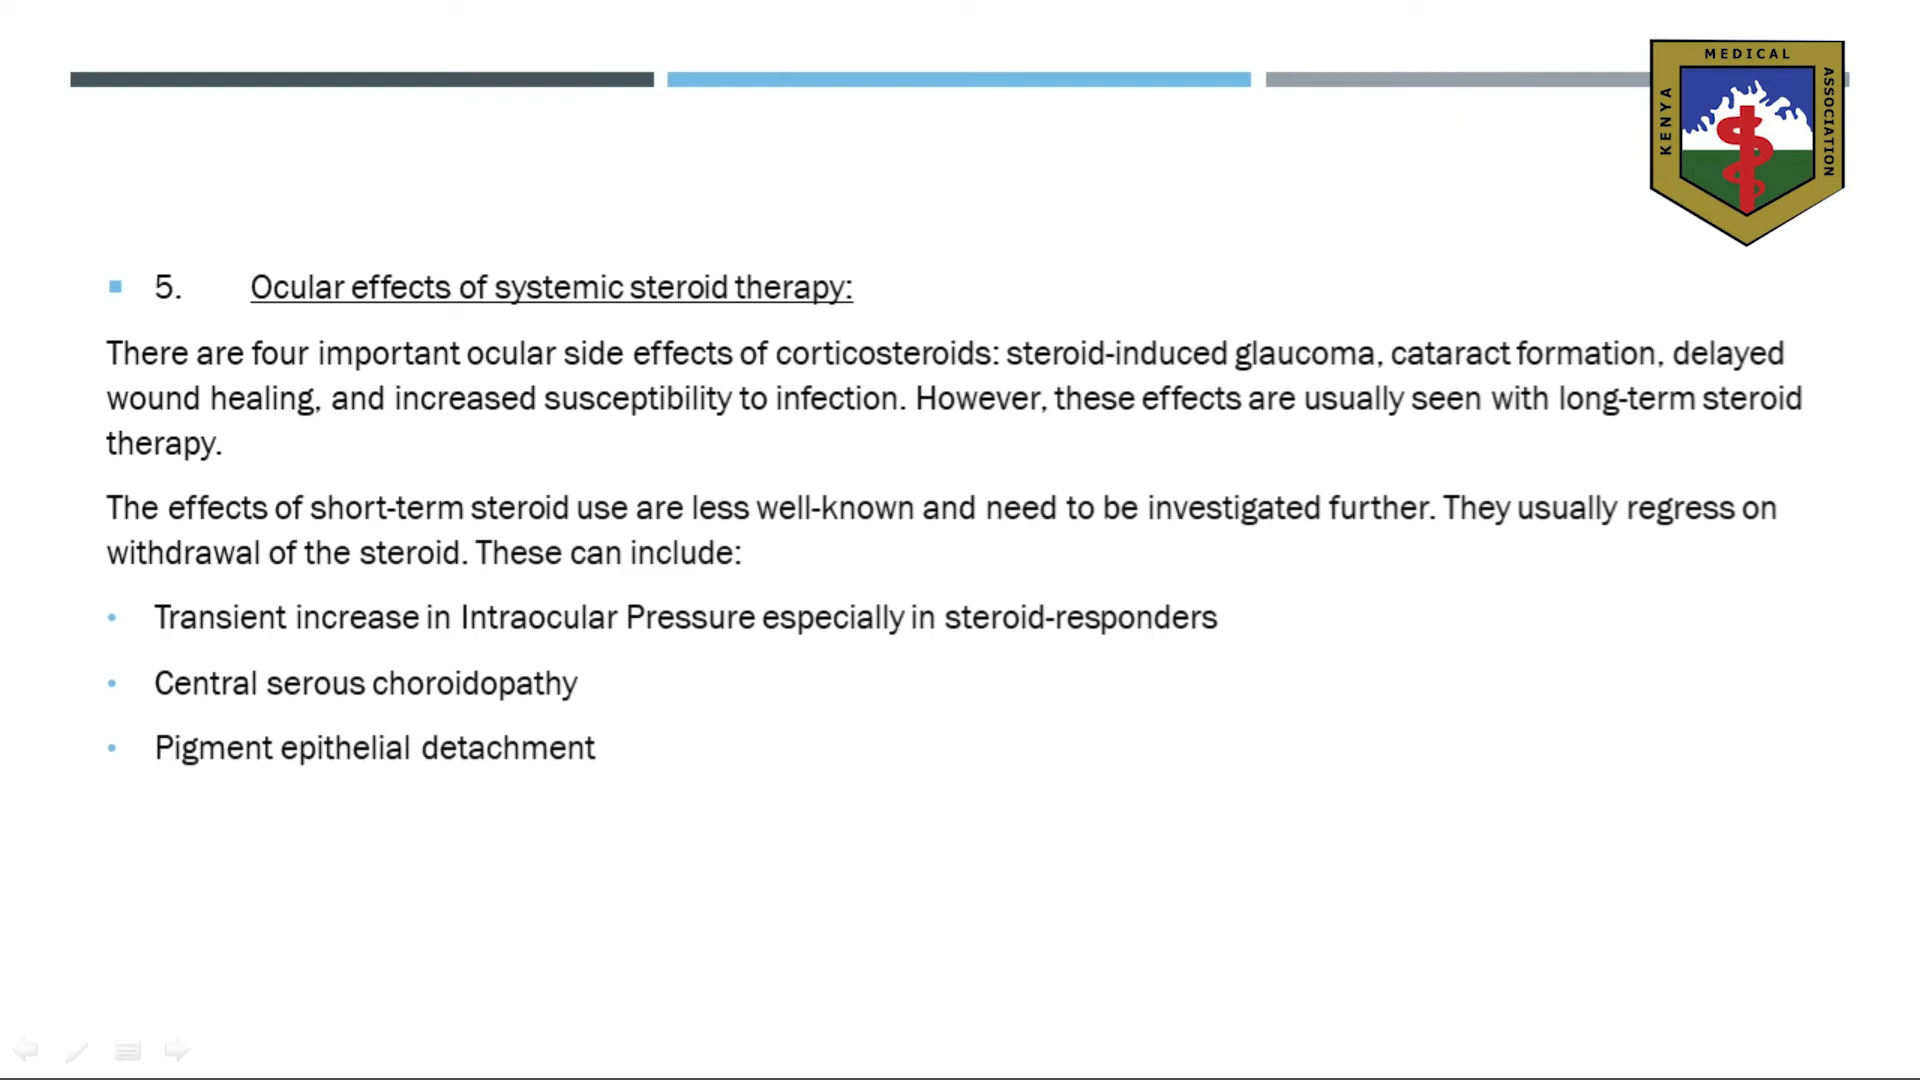 MEDICAL
KENYA
ASSOCIATION
5. Ocular effects of systemic steroid therapy:
There are four important ocular side effects of corticosteroids: steroid-induced glaucoma, cataract formation, delayed
wound healing, and increased susceptibility to infection. However, these effects are usually seen with long-term steroid
therapy.
The effects of short-term steroid use are less well-known and need to be investigated further. They usually regress on
withdrawal of the steroid. These can include:
• Transient increase in Intraocular Pressure especially in steroid-responders
• Central serous choroidopathy
• Pigment epithelial detachment